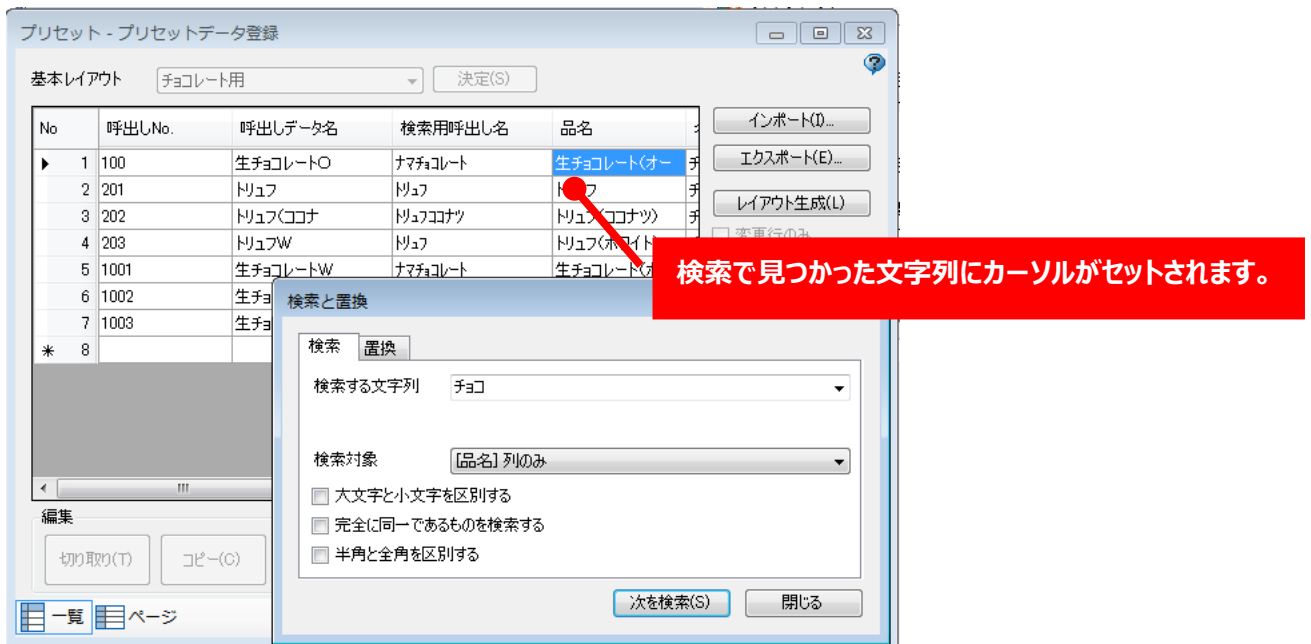 プリセット - プリセットデータ登録
基本レイアウト チョコレート用 決定(S)
No 呼出しNo. 呼出しデータ名 検索用呼出し名 品名
1 100 生チョコレートO ナマチョコレート 生チョコレート(オー チ
2 201 トリュフ トリュフ
3 202 トリュフ(ココナ トリュフココナツ トリュフ(ココナツ) チ
4 203 トリュフW トリュフ トリュフ(ホワイト)
5 1001 生チョコレートW ナマチョコレート 生チョコレート(ホ
6 1002 生チョ
7 1003 生チョ
* 8
インポート(I)...
エクスポート(E)...
レイアウト生成(L)
変更行のみ
検索で見つかった文字列にカーソルがセットされます。
検索と置換
検索 置換
検索する文字列 チョコ
検索対象 [品名] 列のみ
大文字と小文字を区別する
完全に同一であるものを検索する
半角と全角を区別する
次を検索(S) 閉じる
編集
切り取り(T) コピー(C)
一覧 ページ